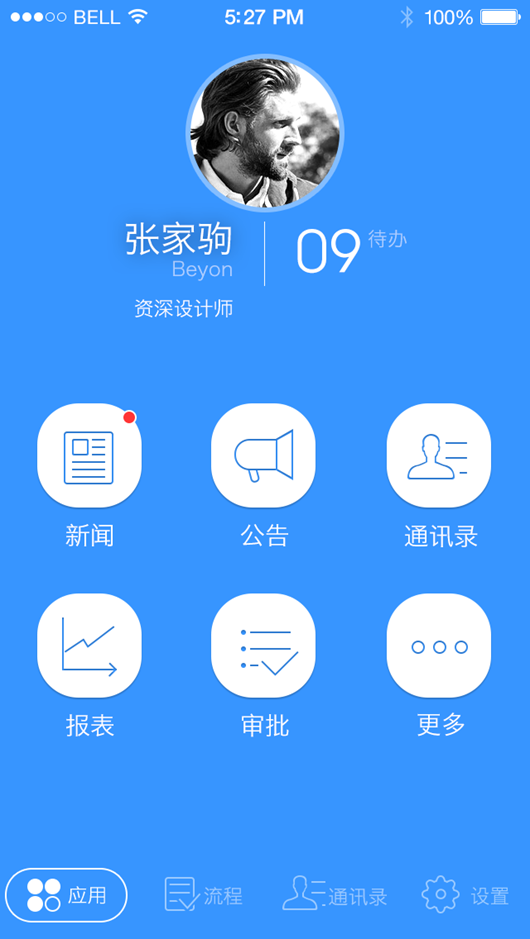 BELL 5:27 PM 100%
张家驹 09 待办
Beyon
资深设计师
新闻 公告 通讯录
报表 审批 更多
应用 流程 通讯录 设置